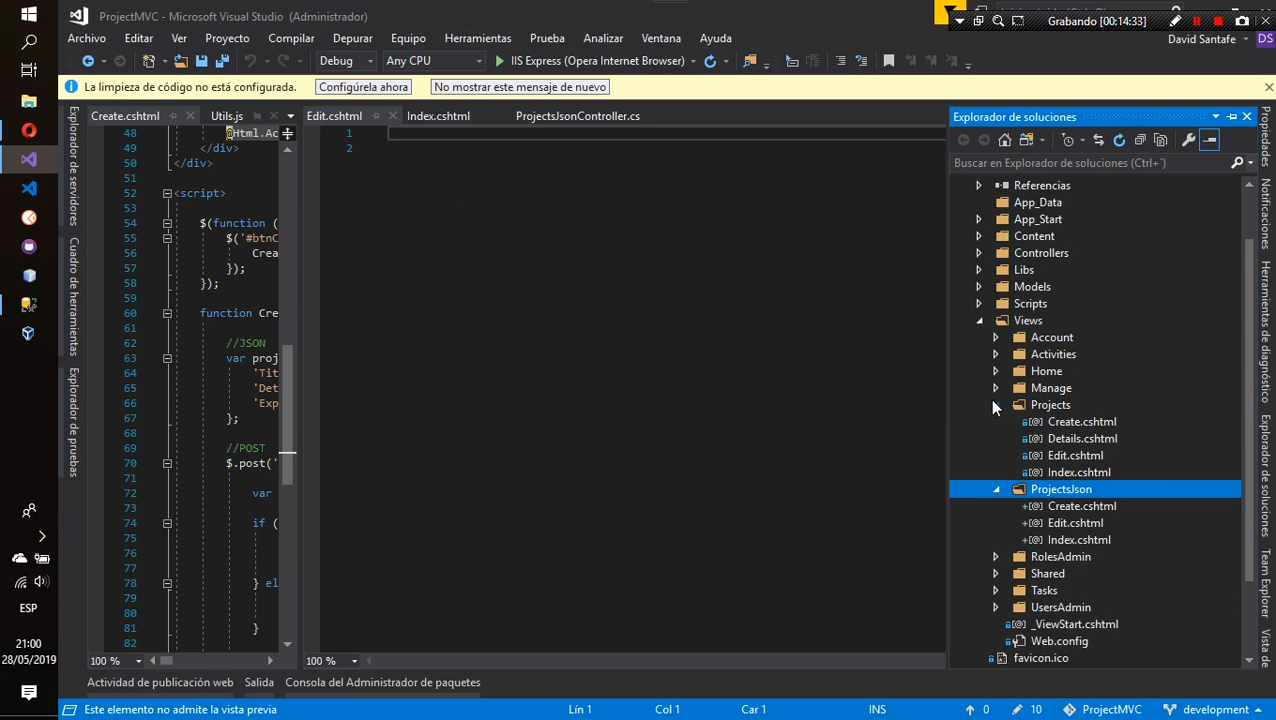 ProjectMVC - Microsoft Visual Studio (Administrador)
Grabando [00:14:33]
Archivo Editar Ver Proyecto Compilar Depurar Equipo Herramientas Prueba Analizar Ventana Ayuda
David Santafe DS
Debug Any CPU IIS Express (Opera Internet Browser)
La limpieza de código no está configurada. Configúrela ahora No mostrar este mensaje de nuevo
Create.cshtml Utils.js Edit.cshtml Index.cshtml ProjectsJsonController.cs
Explorador de servidores
Cuadro de herramientas
Explorador de pruebas
48 @Html.Ac
49 </div>
50 </div>
51
52 <script>
53
54 $(function (
55 $('#btnC
56 Crea
57 });
58 });
59
60 function Cre
61
62 //JSON
63 var proj
64 'Tit
65 'Det
66 'Exp
67 };
68
69 //POST
70 $.post('
71
72 var
73
74 if (
75
76
77
78 } el
79
80
81 }
82
100 %
1
2
100 %
Explorador de soluciones
Buscar en Explorador de soluciones (Ctrl+´)
Referencias
App_Data
App_Start
Content
Controllers
Libs
Models
Scripts
Views
Account
Activities
Home
Manage
Projects
Create.cshtml
Details.cshtml
Edit.cshtml
Index.cshtml
ProjectsJson
Create.cshtml
Edit.cshtml
Index.cshtml
RolesAdmin
Shared
Tasks
UsersAdmin
_ViewStart.cshtml
Web.config
favicon.ico
Propiedades
Notificaciones
Herramientas de diagnóstico
Explorador de soluciones
Team Explorer
Vista de
ESP
21:00
28/05/2019
Actividad de publicación web Salida Consola del Administrador de paquetes
Este elemento no admite la vista previa Lín 1 Col 1 Car 1 INS 0 10 ProjectMVC development